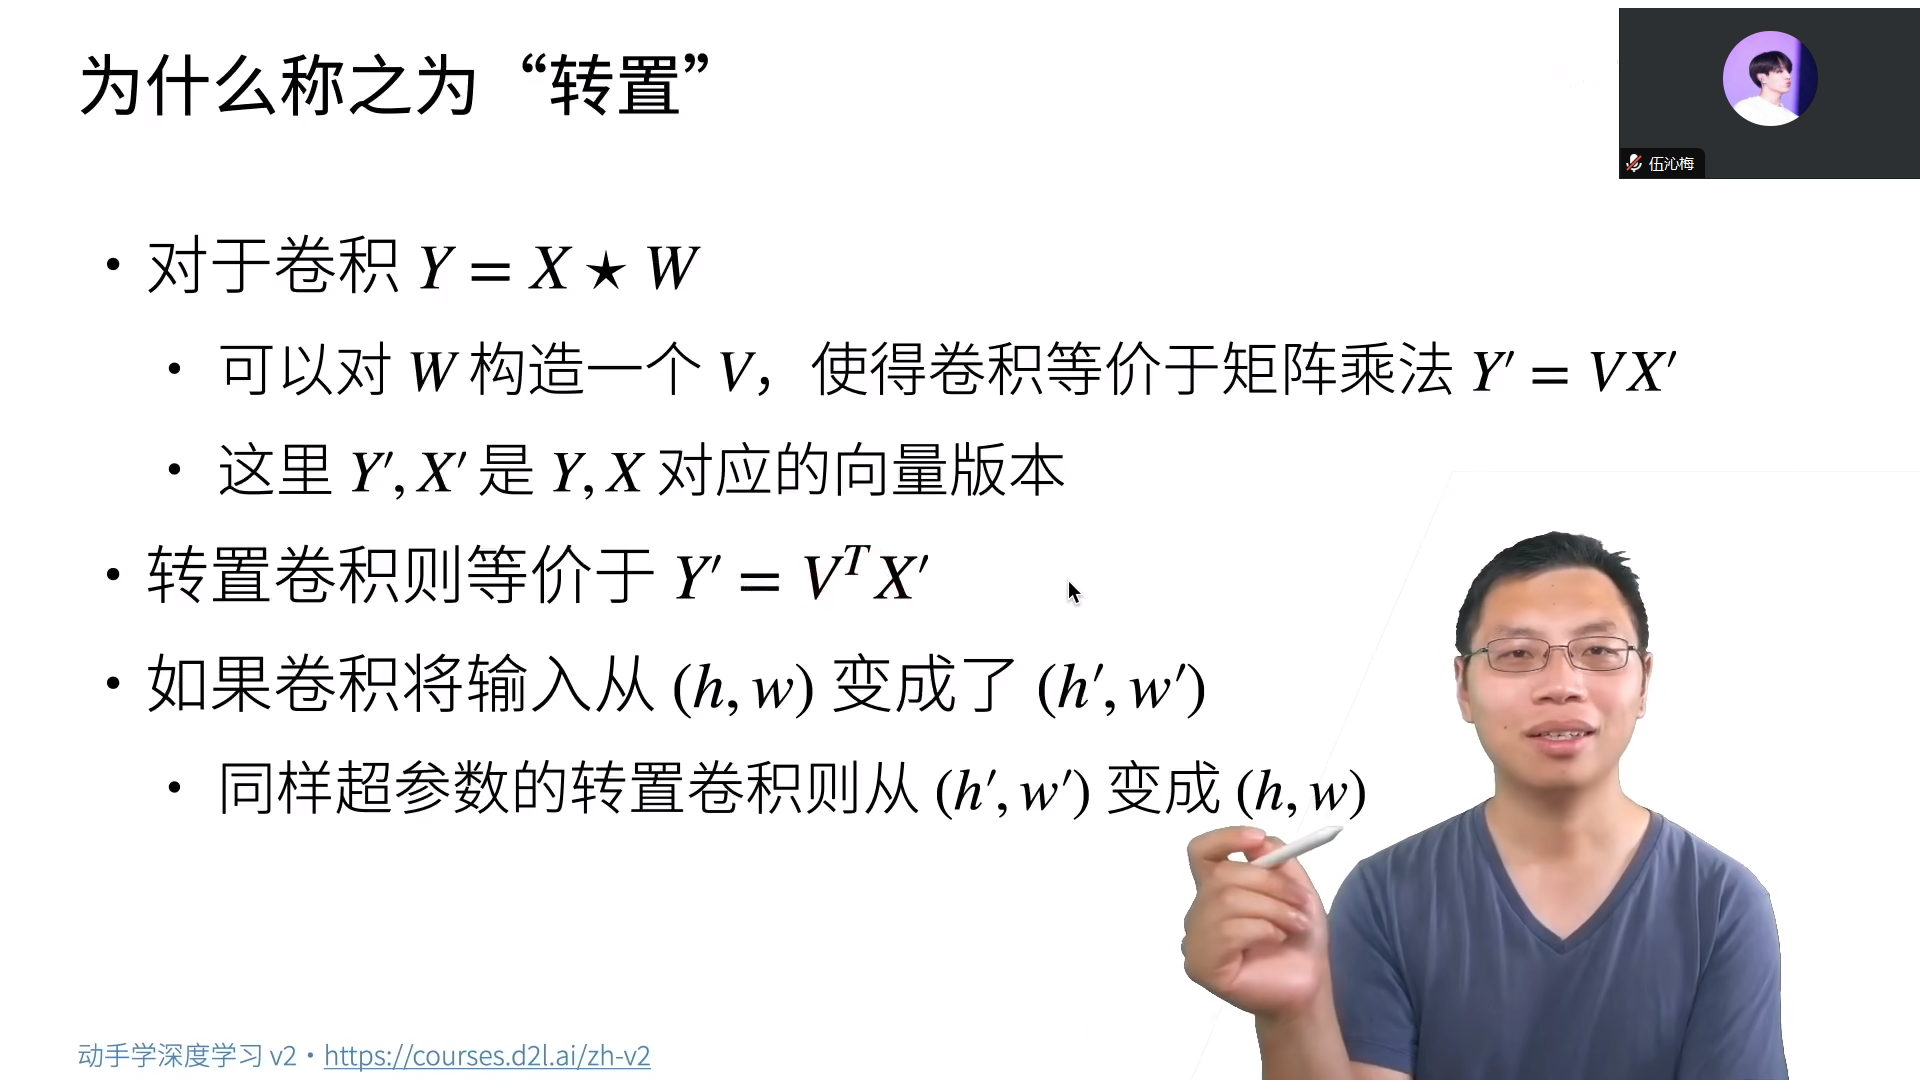 为什么称之为“转置”
伍沁梅
• 对于卷积 Y = X ★ W
• 可以对 W 构造一个 V，使得卷积等价于矩阵乘法 Y′ = VX′
• 这里 Y′, X′ 是 Y, X 对应的向量版本
• 转置卷积则等价于 Y′ = VᵀX′
• 如果卷积将输入从 (h, w) 变成了 (h′, w′)
• 同样超参数的转置卷积则从 (h′, w′) 变成 (h, w)
动手学深度学习 v2 • https://courses.d2l.ai/zh-v2